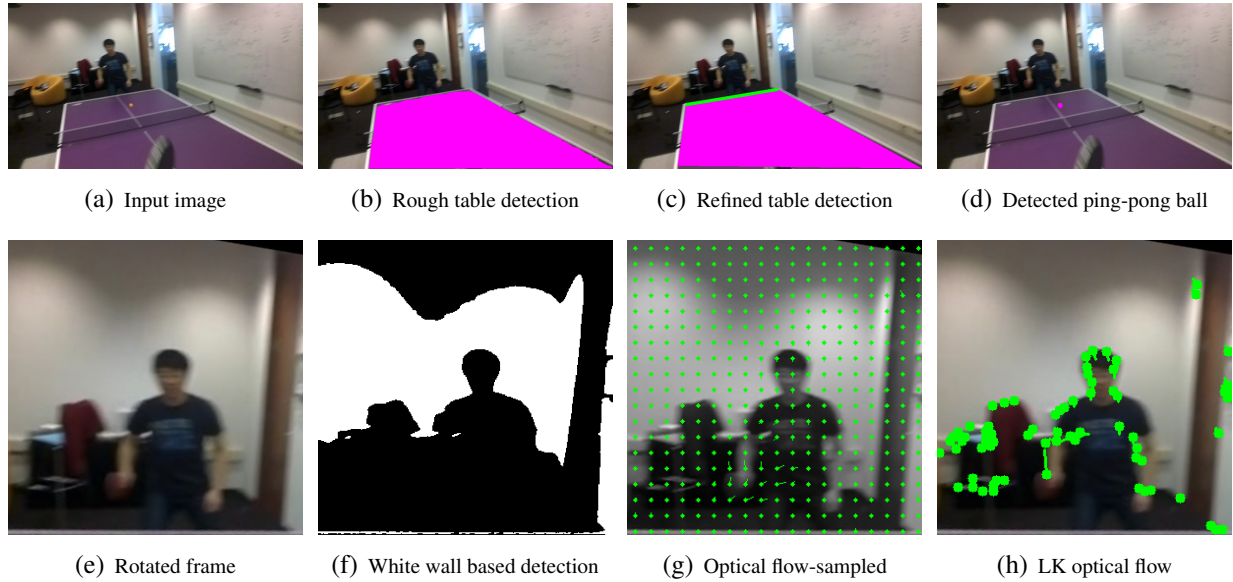 (a) Input image
(b) Rough table detection
(c) Refined table detection
(d) Detected ping-pong ball
(e) Rotated frame
(f) White wall based detection
(g) Optical flow-sampled
(h) LK optical flow